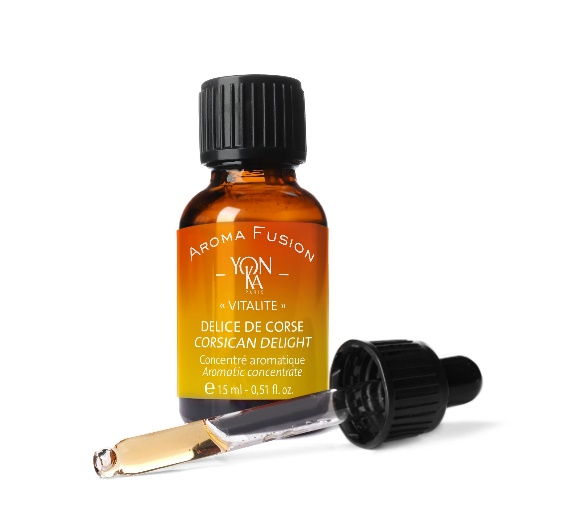 AROMA FUSION
YON
KA
PARIS
« VITALITE »
DELICE DE CORSE
CORSICAN DELIGHT
Concentré aromatique
Aromatic concentrate
℮ 15 ml - 0,51 fl. oz.